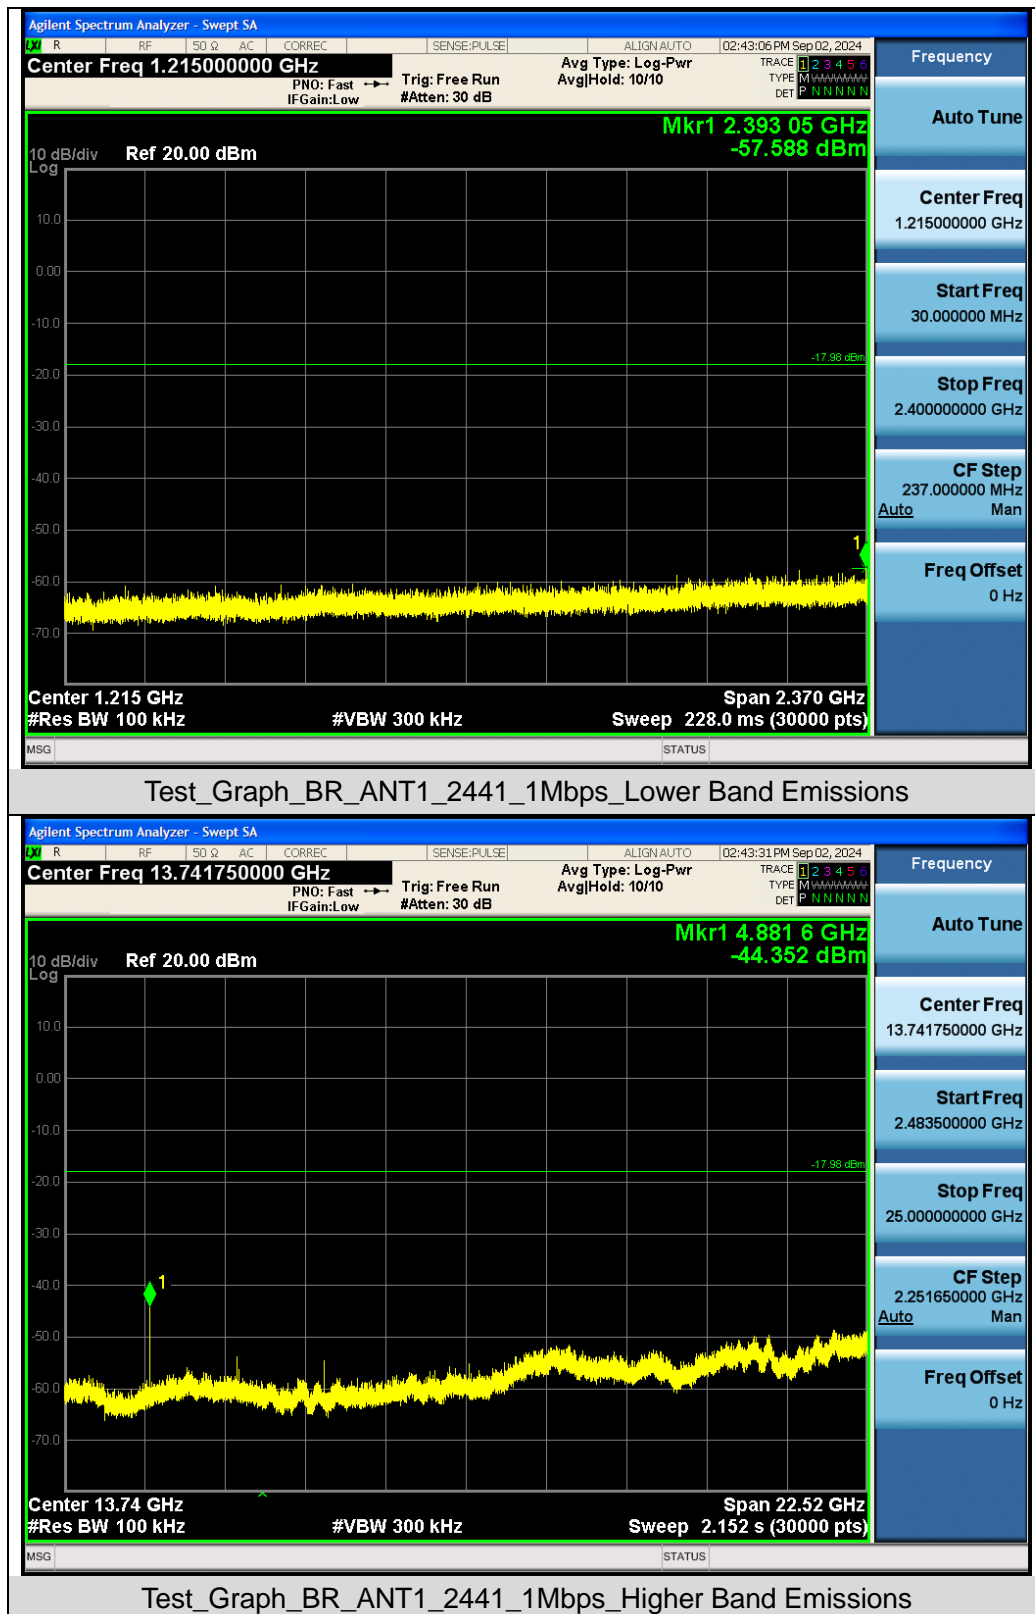 Agilent Spectrum Analyzer - Swept SA
LXI R RF 50 Ω AC CORREC SENSE:PULSE ALIGN AUTO 02:43:06 PM Sep 02, 2024
Center Freq 1.215000000 GHz
PNO: Fast
IFGain:Low
Trig: Free Run
#Atten: 30 dB
Avg Type: Log-Pwr
Avg|Hold: 10/10
TRACE 1 2 3 4 5 6
TYPE M W W W W W
DET P N N N N N
Frequency
Auto Tune
Center Freq
1.215000000 GHz
Start Freq
30.000000 MHz
Stop Freq
2.400000000 GHz
CF Step
237.000000 MHz
Auto Man
Freq Offset
0 Hz
Mkr1 2.393 05 GHz
-57.588 dBm
10 dB/div Ref 20.00 dBm
Log
10.0
0.00
-10.0
-17.98 dBm
-20.0
-30.0
-40.0
-50.0
1
-60.0
-70.0
Center 1.215 GHz Span 2.370 GHz
#Res BW 100 kHz #VBW 300 kHz Sweep 228.0 ms (30000 pts)
MSG STATUS
Test_Graph_BR_ANT1_2441_1Mbps_Lower Band Emissions
Agilent Spectrum Analyzer - Swept SA
LXI R RF 50 Ω AC CORREC SENSE:PULSE ALIGN AUTO 02:43:31 PM Sep 02, 2024
Center Freq 13.741750000 GHz
PNO: Fast
IFGain:Low
Trig: Free Run
#Atten: 30 dB
Avg Type: Log-Pwr
Avg|Hold: 10/10
TRACE 1 2 3 4 5 6
TYPE M W W W W W
DET P N N N N N
Frequency
Auto Tune
Center Freq
13.741750000 GHz
Start Freq
2.483500000 GHz
Stop Freq
25.000000000 GHz
CF Step
2.251650000 GHz
Auto Man
Freq Offset
0 Hz
Mkr1 4.881 6 GHz
-44.352 dBm
10 dB/div Ref 20.00 dBm
Log
10.0
0.00
-10.0
-17.98 dBm
-20.0
-30.0
1
-40.0
-50.0
-60.0
-70.0
Center 13.74 GHz Span 22.52 GHz
#Res BW 100 kHz #VBW 300 kHz Sweep 2.152 s (30000 pts)
MSG STATUS
Test_Graph_BR_ANT1_2441_1Mbps_Higher Band Emissions